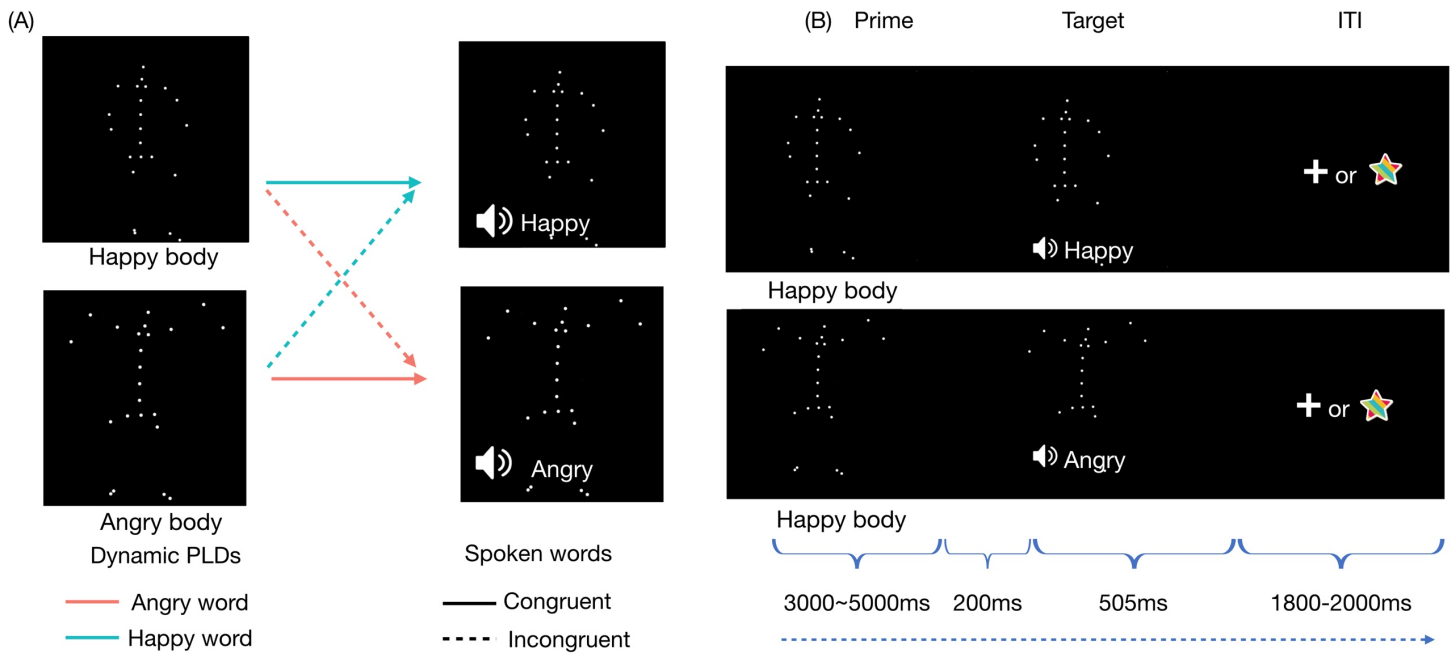 (A)
Happy body
Happy
Angry body
Dynamic PLDs
Angry
Spoken words
Angry word
Happy word
Congruent
Incongruent
(B) Prime Target ITI
Happy
+ or
Happy body
Angry
+ or
Happy body
3000~5000ms 200ms 505ms 1800-2000ms